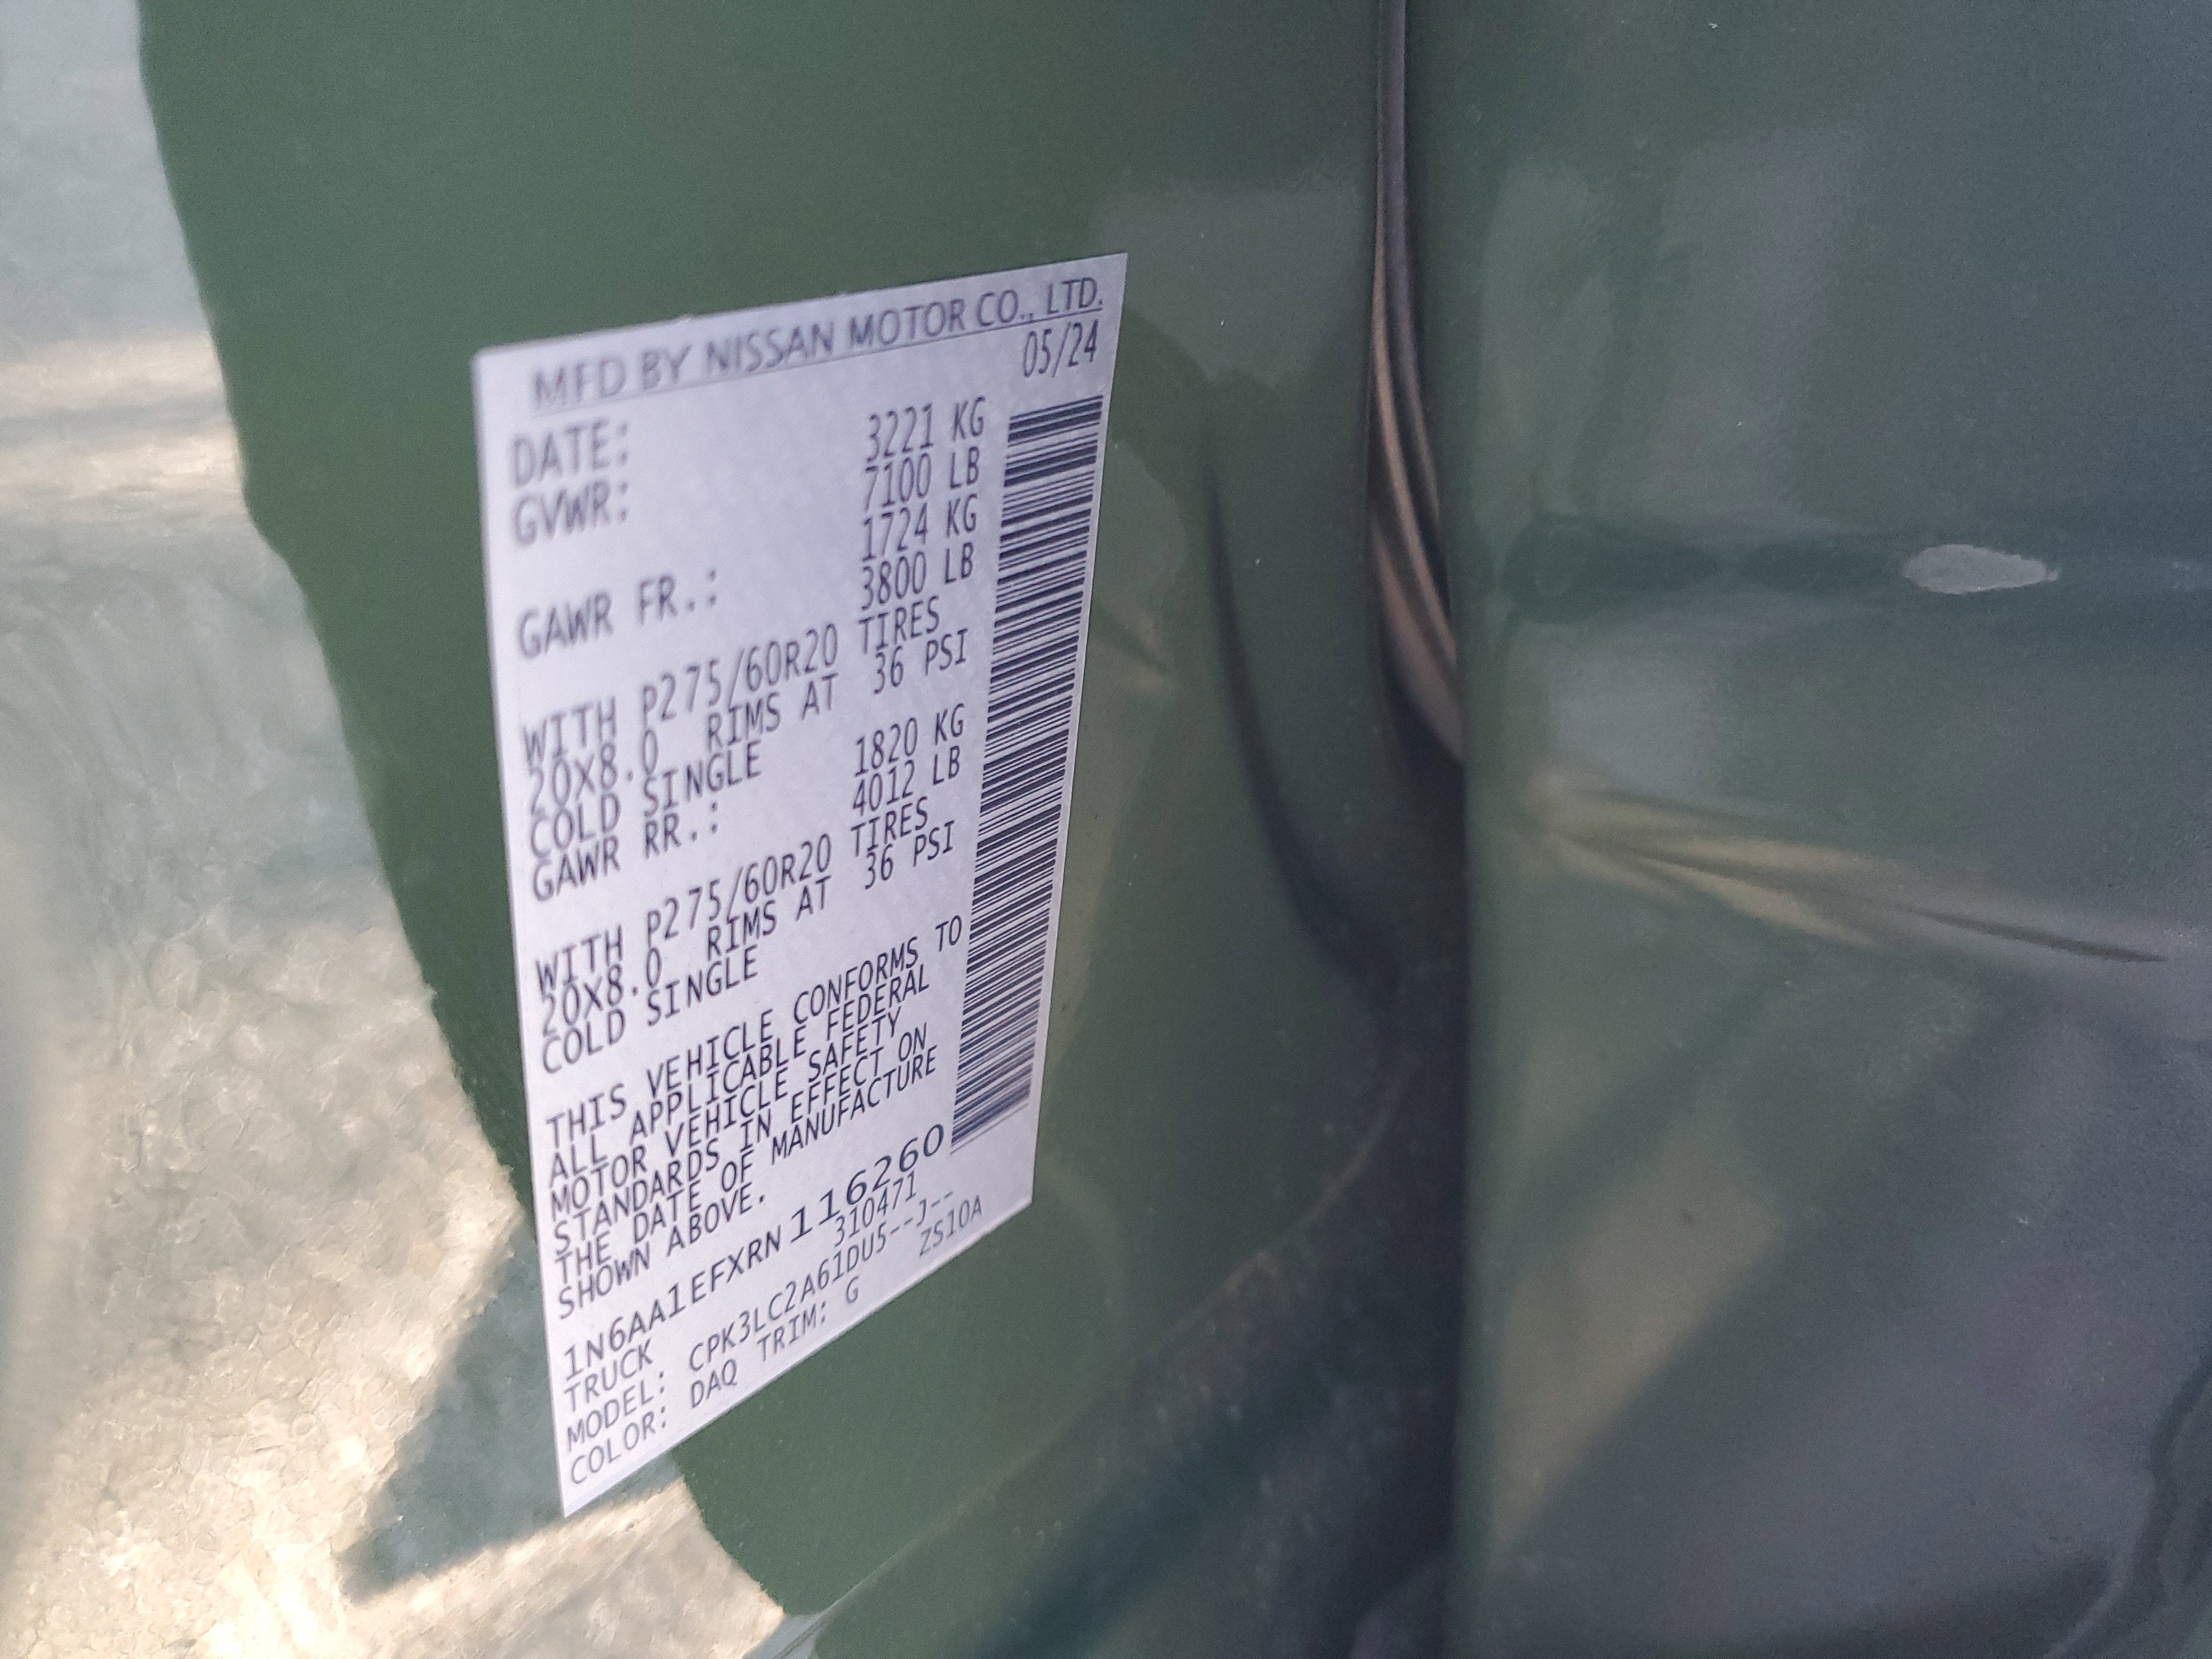 MFD BY NISSAN MOTOR CO., LTD.
DATE: 05/24
GVWR: 3221 KG
7100 LB
GAWR FR.: 1724 KG
3800 LB
WITH P275/60R20 TIRES
20X8.0 RIMS AT 36 PSI
COLD SINGLE
GAWR RR.: 1820 KG
4012 LB
WITH P275/60R20 TIRES
20X8.0 RIMS AT 36 PSI
COLD SINGLE
THIS VEHICLE CONFORMS TO
ALL APPLICABLE FEDERAL
MOTOR VEHICLE SAFETY
STANDARDS IN EFFECT ON
THE DATE OF MANUFACTURE
SHOWN ABOVE.
1N6AA1EFXRN116260
TRUCK 310471
MODEL: CPK3LC2A61DU5--J--
COLOR: DAQ TRIM: G ZS10A